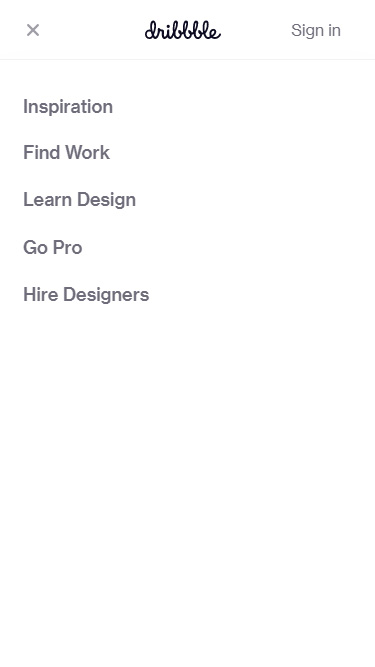 dribbble
Sign in
Inspiration
Find Work
Learn Design
Go Pro
Hire Designers